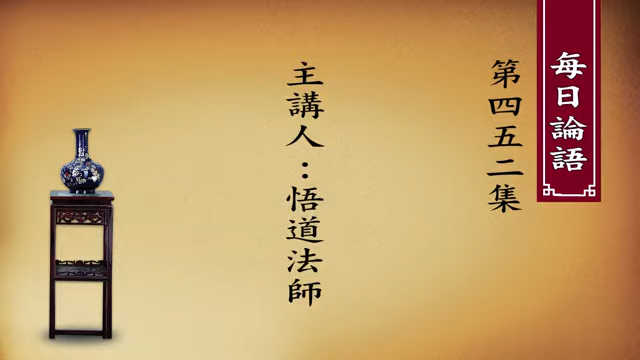 每日論語
第四五二集
主講人：悟道法師